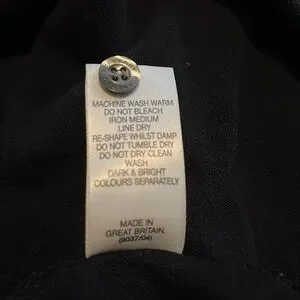 MACHINE WASH WARM
DO NOT BLEACH
IRON MEDIUM
LINE DRY
RE-SHAPE WHILST DAMP
DO NOT TUMBLE DRY
DO NOT DRY CLEAN
WASH
DARK & BRIGHT
COLOURS SEPARATELY
MADE IN
GREAT BRITAIN.
(9037/04)